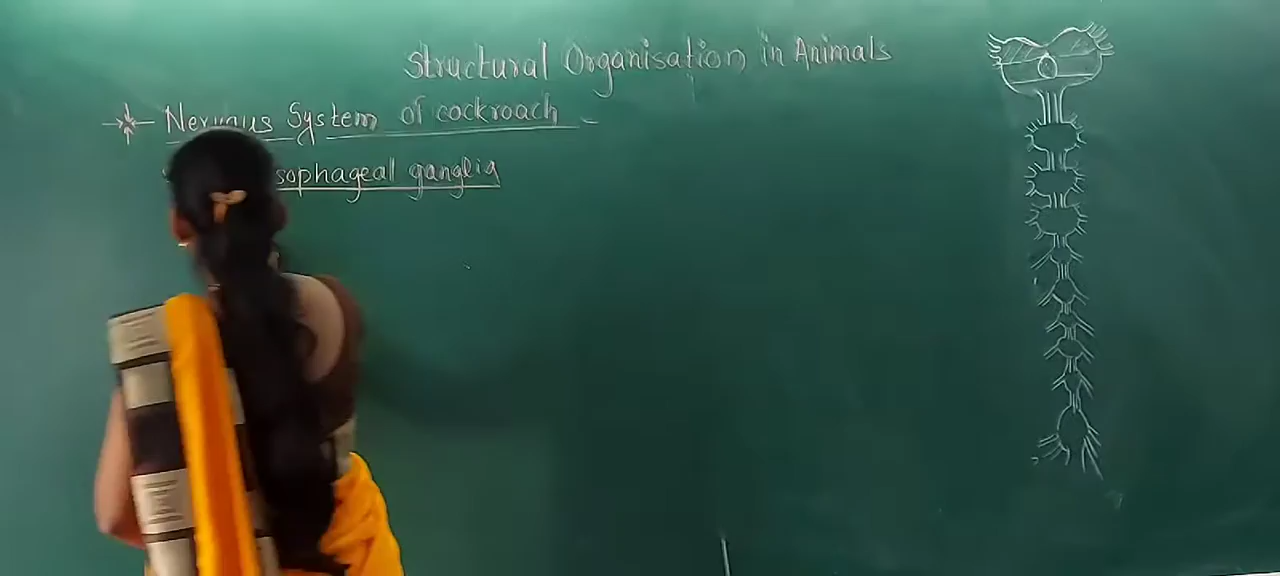 Structural Organisation in Animals
Nervous System of cockroach
sophageal ganglia